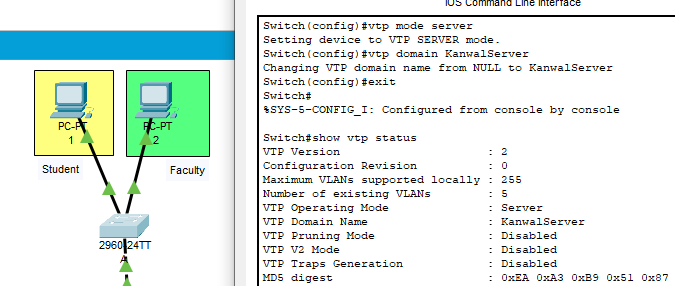 IOS Command Line Interface
Switch(config)#vtp mode server
Setting device to VTP SERVER mode.
Switch(config)#vtp domain KanwalServer
Changing VTP domain name from NULL to KanwalServer
Switch(config)#exit
Switch#
%SYS-5-CONFIG_I: Configured from console by console
Switch#show vtp status
VTP Version : 2
Configuration Revision : 0
Maximum VLANs supported locally : 255
Number of existing VLANs : 5
VTP Operating Mode : Server
VTP Domain Name : KanwalServer
VTP Pruning Mode : Disabled
VTP V2 Mode : Disabled
VTP Traps Generation : Disabled
MD5 digest : 0xEA 0xA3 0xB9 0x51 0x87
PC-PT
1
PC-PT
2
Student
Faculty
2960-24TT
A